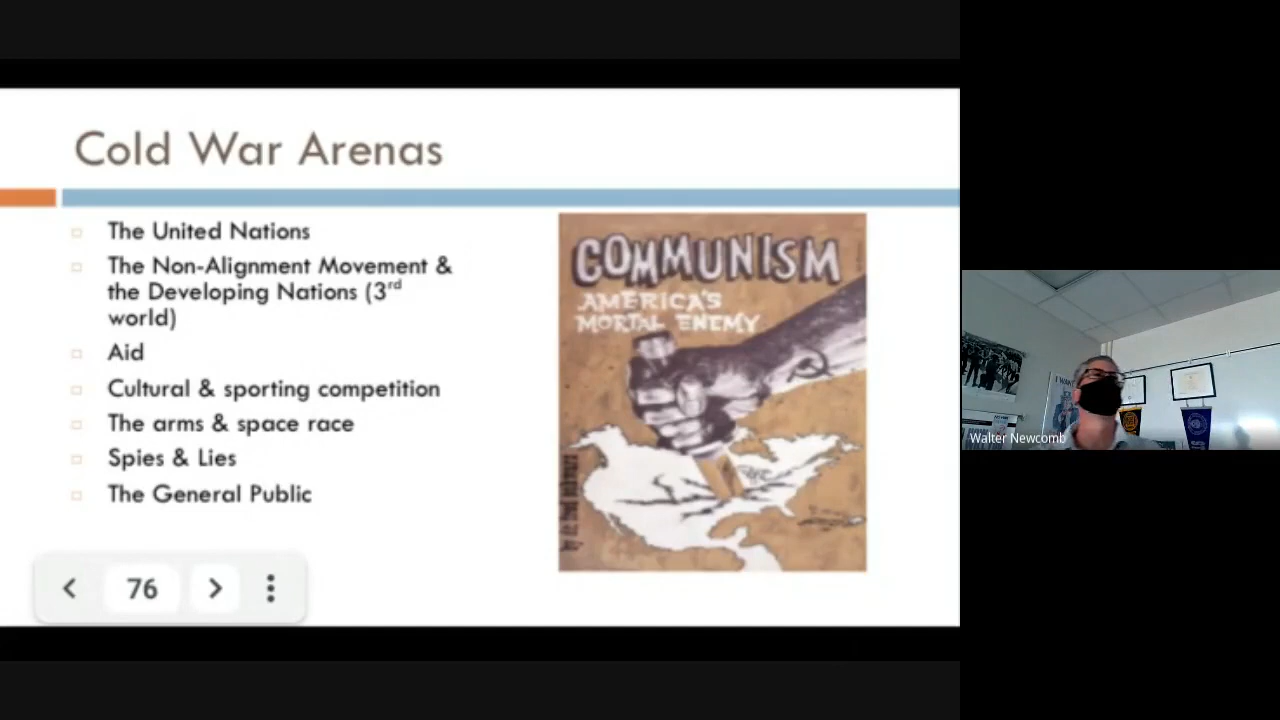 Cold War Arenas
The United Nations
The Non-Alignment Movement &
the Developing Nations (3rd
world)
Aid
Cultural & sporting competition
The arms & space race
Spies & Lies
The General Public
COMMUNISM
AMERICA'S
MORTAL ENEMY
76
I WANT
Walter Newcomb